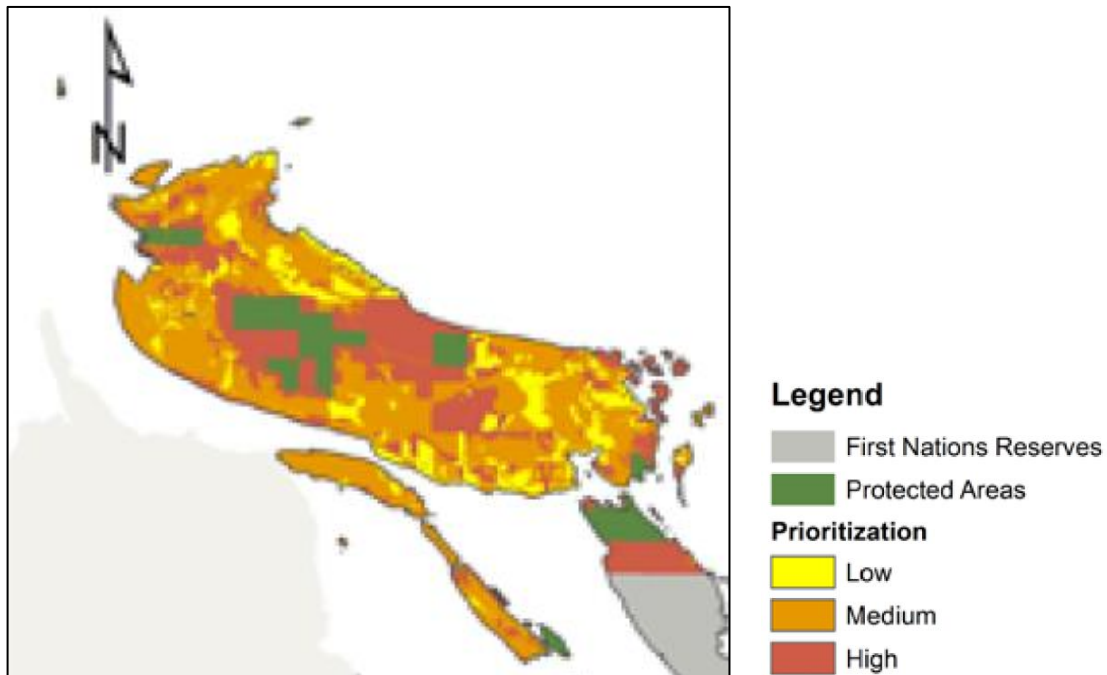 N
Legend
First Nations Reserves
Protected Areas
Prioritization
Low
Medium
High